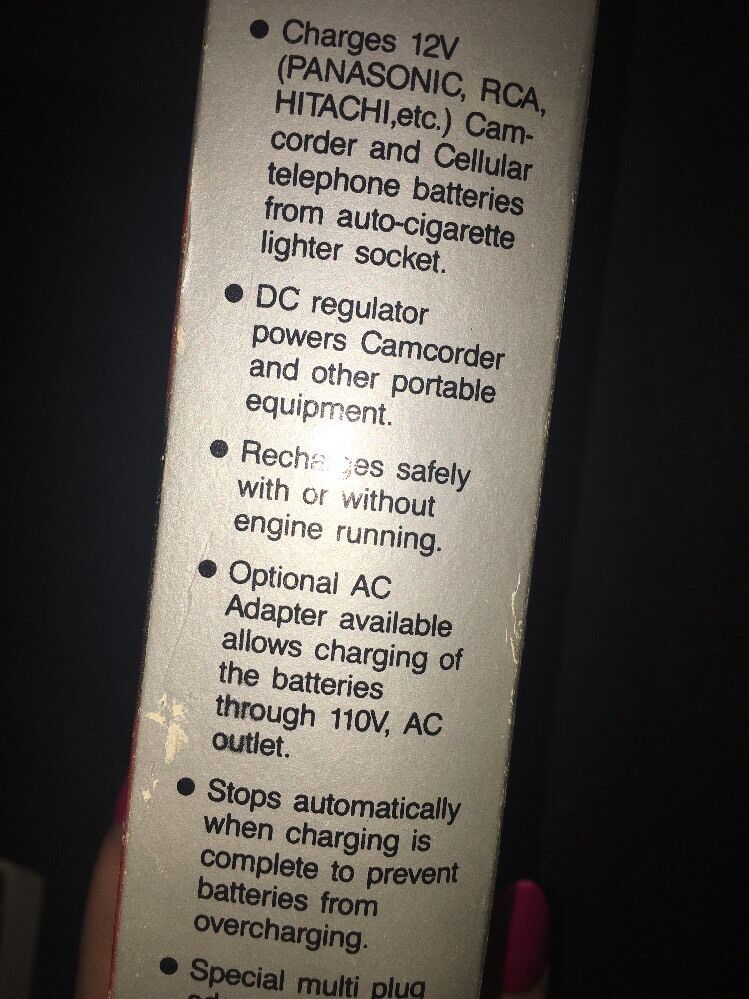 ● Charges 12V
(PANASONIC, RCA,
HITACHI,etc.) Cam-
corder and Cellular
telephone batteries
from auto-cigarette
lighter socket.
● DC regulator
powers Camcorder
and other portable
equipment.
● Recharges safely
with or without
engine running.
● Optional AC
Adapter available
allows charging of
the batteries
through 110V, AC
outlet.
● Stops automatically
when charging is
complete to prevent
batteries from
overcharging.
● Special multi plug